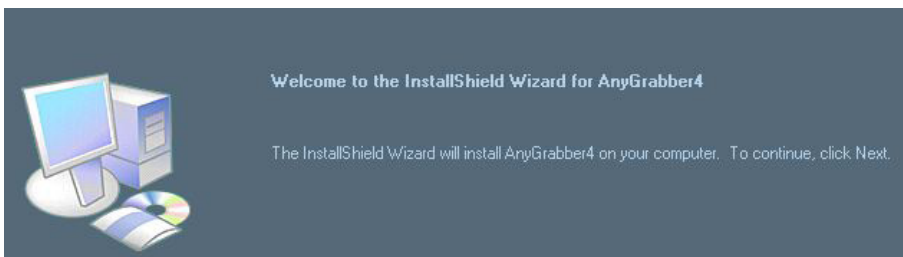 Welcome to the InstallShield Wizard for AnyGrabber4
The InstallShield Wizard will install AnyGrabber4 on your computer. To continue, click Next.